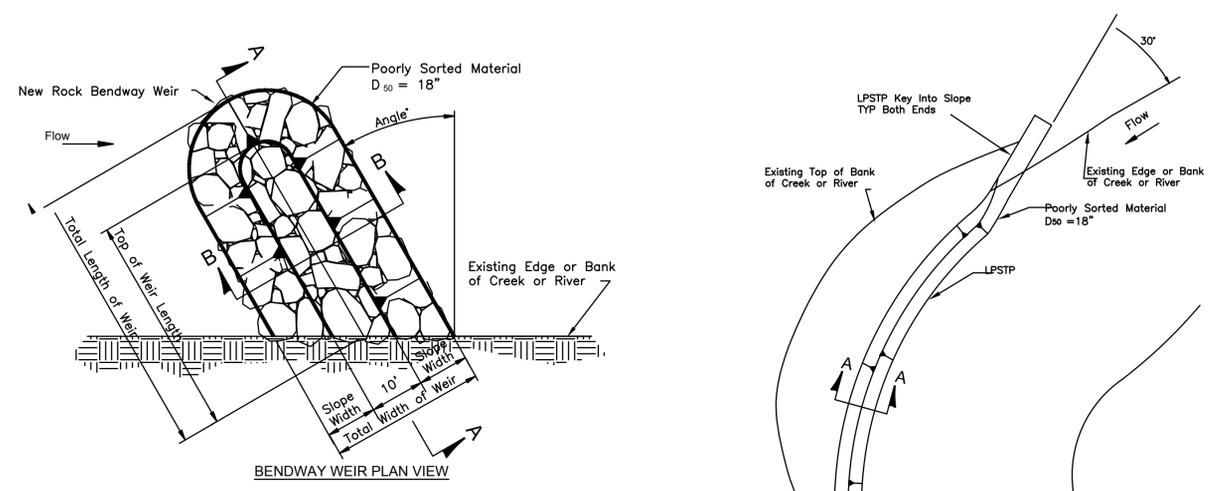 A
Poorly Sorted Material
D 50 = 18"
New Rock Bendway Weir
Flow
Angle°
B
B
Total Length of Weir
Top of Weir Length
Existing Edge or Bank
of Creek or River
Slope
Width
10'
Slope
Width
Total Width of Weir
A
BENDWAY WEIR PLAN VIEW
30°
LPSTP Key Into Slope
TYP Both Ends
Flow
Existing Top of Bank
of Creek or River
Existing Edge or Bank
of Creek or River
Poorly Sorted Material
D50 =18"
LPSTP
A
A